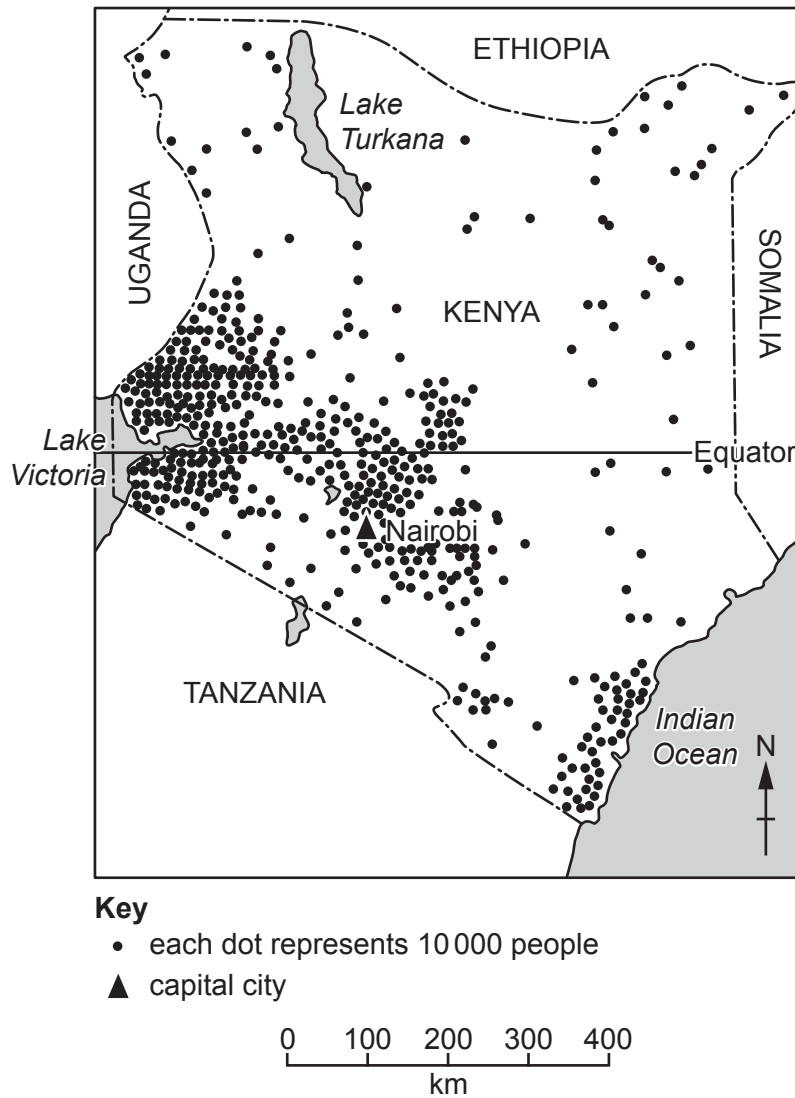 ETHIOPIA
Lake
Turkana
UGANDA
SOMALIA
KENYA
Lake
Victoria
Equator
Nairobi
TANZANIA
Indian
Ocean
N
Key
each dot represents 10 000 people
capital city
0 100 200 300 400
km